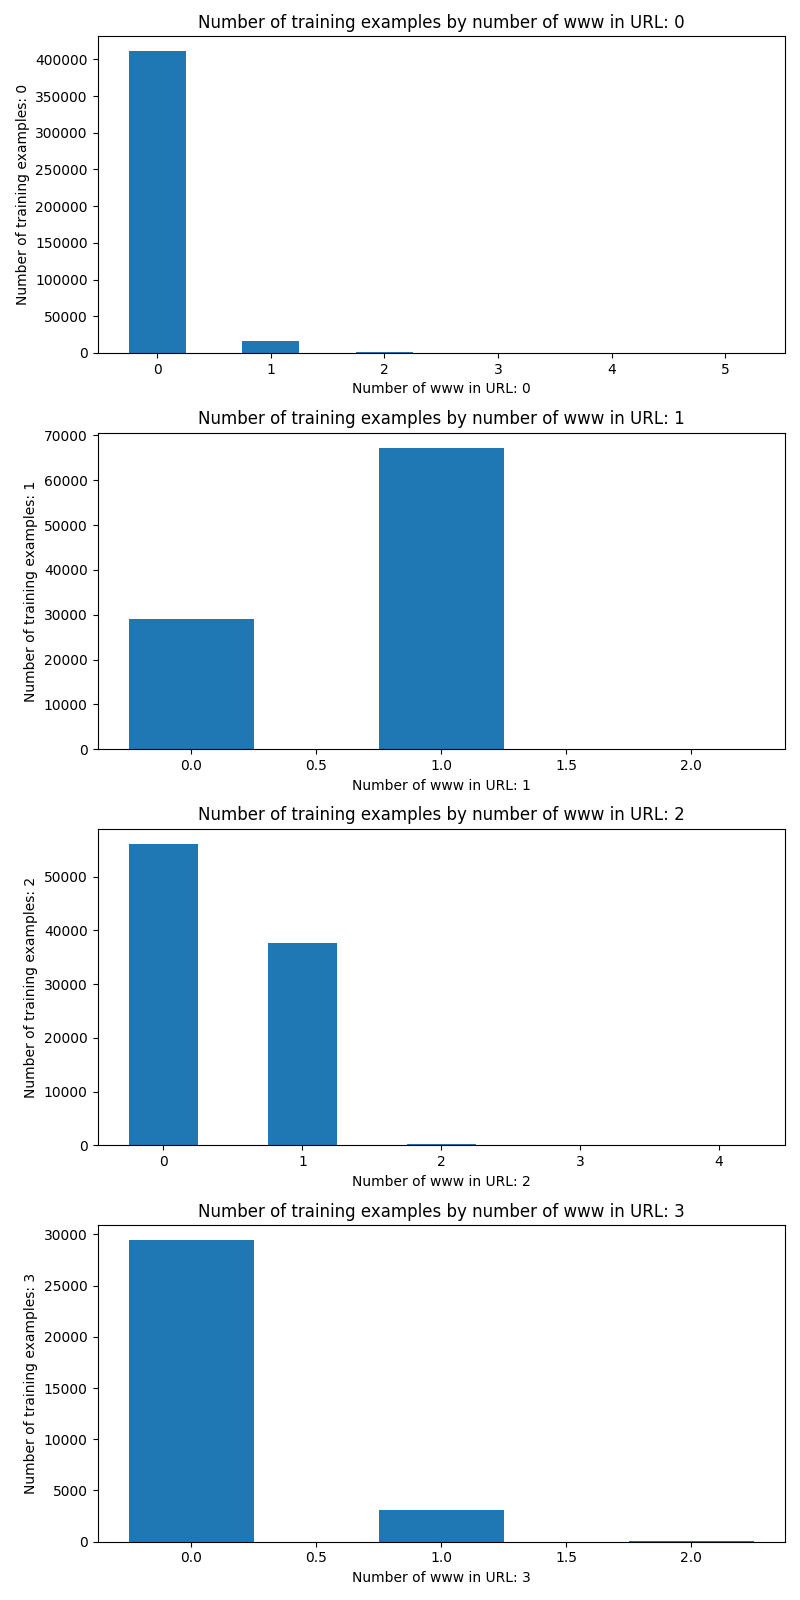 Number of training examples by number of www in URL: 0
Number of training examples: 0
400000
350000
300000
250000
200000
150000
100000
50000
0
0 1 2 3 4 5
Number of www in URL: 0
Number of training examples by number of www in URL: 1
Number of training examples: 1
70000
60000
50000
40000
30000
20000
10000
0
0.0 0.5 1.0 1.5 2.0
Number of www in URL: 1
Number of training examples by number of www in URL: 2
Number of training examples: 2
50000
40000
30000
20000
10000
0
0 1 2 3 4
Number of www in URL: 2
Number of training examples by number of www in URL: 3
Number of training examples: 3
30000
25000
20000
15000
10000
5000
0
0.0 0.5 1.0 1.5 2.0
Number of www in URL: 3